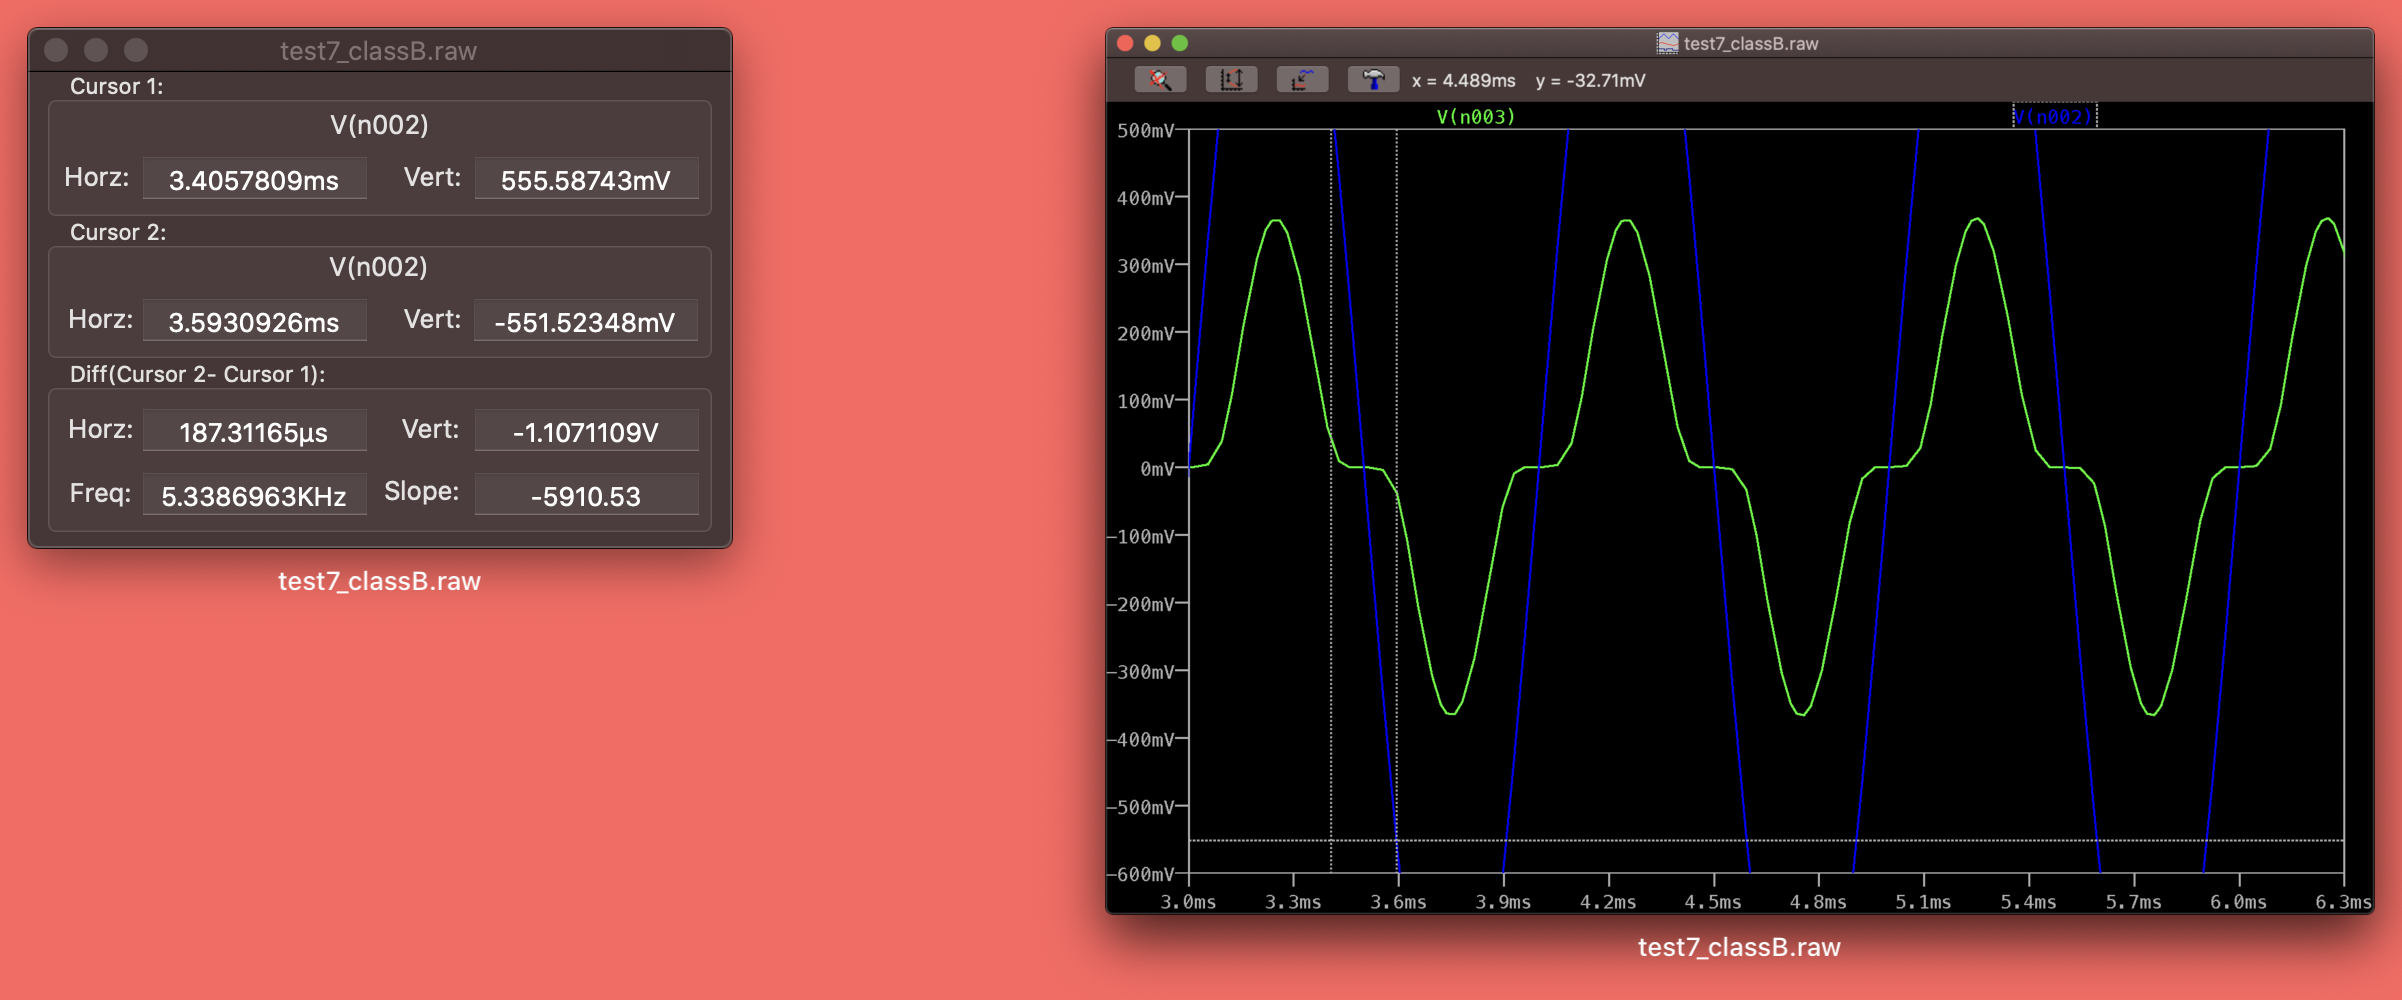 test7_classB.raw
Cursor 1:
V(n002)
Horz: 3.4057809ms Vert: 555.58743mV
Cursor 2:
V(n002)
Horz: 3.5930926ms Vert: -551.52348mV
Diff(Cursor 2- Cursor 1):
Horz: 187.31165µs Vert: -1.1071109V
Freq: 5.3386963KHz Slope: -5910.53
test7_classB.raw
test7_classB.raw
x = 4.489ms y = -32.71mV
V(n003) V(n002)
500mV
400mV
300mV
200mV
100mV
0mV
-100mV
-200mV
-300mV
-400mV
-500mV
-600mV
3.0ms 3.3ms 3.6ms 3.9ms 4.2ms 4.5ms 4.8ms 5.1ms 5.4ms 5.7ms 6.0ms 6.3ms
test7_classB.raw